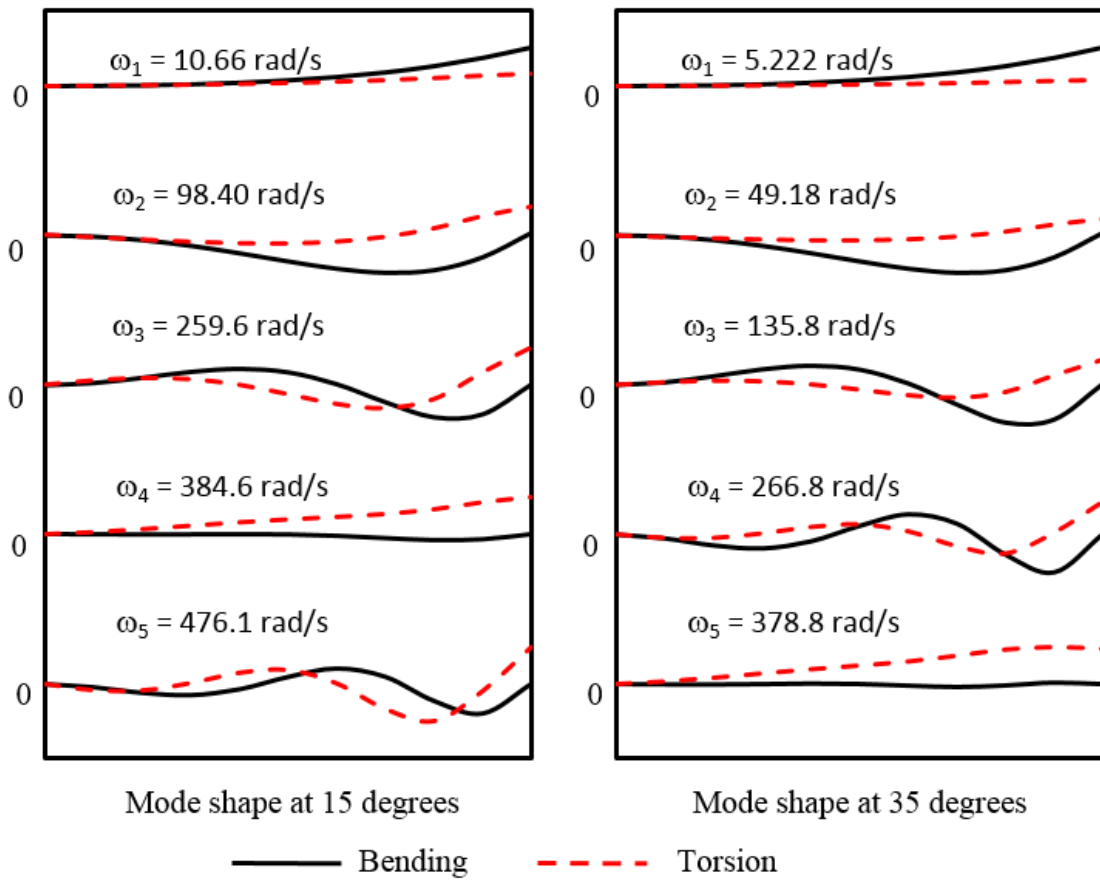 ω1 = 10.66 rad/s
0
ω2 = 98.40 rad/s
0
ω3 = 259.6 rad/s
0
ω4 = 384.6 rad/s
0
ω5 = 476.1 rad/s
0
Mode shape at 15 degrees
ω1 = 5.222 rad/s
0
ω2 = 49.18 rad/s
0
ω3 = 135.8 rad/s
0
ω4 = 266.8 rad/s
0
ω5 = 378.8 rad/s
0
Mode shape at 35 degrees
Bending
Torsion